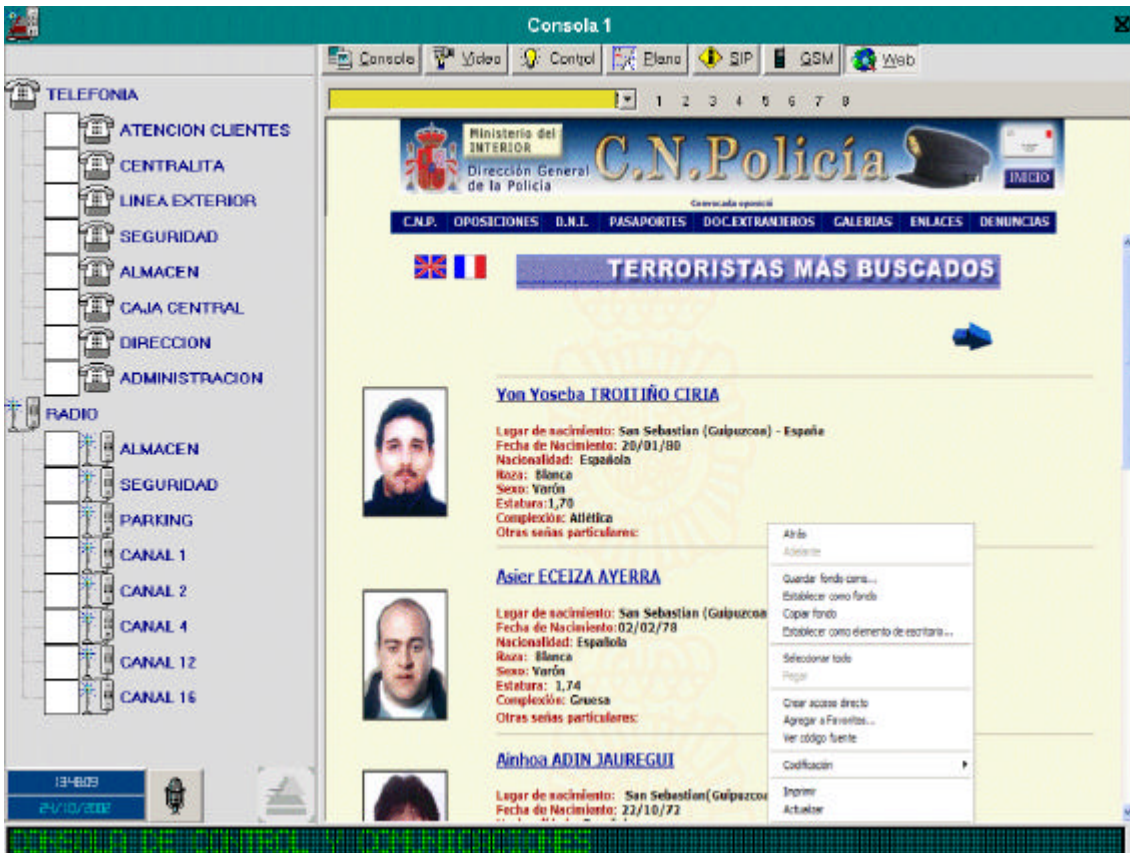 Consola 1
Console Video Control Plano SIP GSM Web
TELEFONIA
ATENCION CLIENTES
CENTRALITA
LINEA EXTERIOR
SEGURIDAD
ALMACEN
CAJA CENTRAL
DIRECCION
ADMINISTRACION
RADIO
ALMACEN
SEGURIDAD
PARKING
CANAL 1
CANAL 2
CANAL 4
CANAL 12
CANAL 16
13:48:09
24/10/2002
1 2 3 4 5 6 7 8
Ministerio del
INTERIOR
Dirección General
de la Policía
C.N.Policía
INICIO
Convocada oposició
C.N.P. OPOSICIONES D.N.I. PASAPORTES DOC.EXTRANJEROS GALERIAS ENLACES DENUNCIAS
TERRORISTAS MÁS BUSCADOS
Yon Yoseba TROITIÑO CIRIA
Lugar de nacimiento: San Sebastian (Guipuzcoa) - España
Fecha de Nacimiento: 20/01/80
Nacionalidad: Española
Raza: Blanca
Sexo: Varón
Estatura:1,70
Complexión: Atlética
Otras señas particulares:
Asier ECEIZA AYERRA
Lugar de nacimiento: San Sebastian (Guipuzcoa
Fecha de Nacimiento:02/02/78
Nacionalidad: Española
Raza: Blanca
Sexo: Varón
Estatura: 1,74
Complexión: Gruesa
Otras señas particulares:
Ainhoa ADIN JAUREGUI
Lugar de nacimiento: San Sebastian(Guipuzcoa
Fecha de Nacimiento: 22/10/72
Atrás
Adelante
Guardar fondo como...
Establecer como fondo
Copiar fondo
Establecer como elemento de escritorio...
Seleccionar todo
Pegar
Crear acceso directo
Agregar a Favoritos...
Ver código fuente
Codificación
Imprimir
Actualizar
CONSOLA DE CONTROL Y COMUNICACIONES